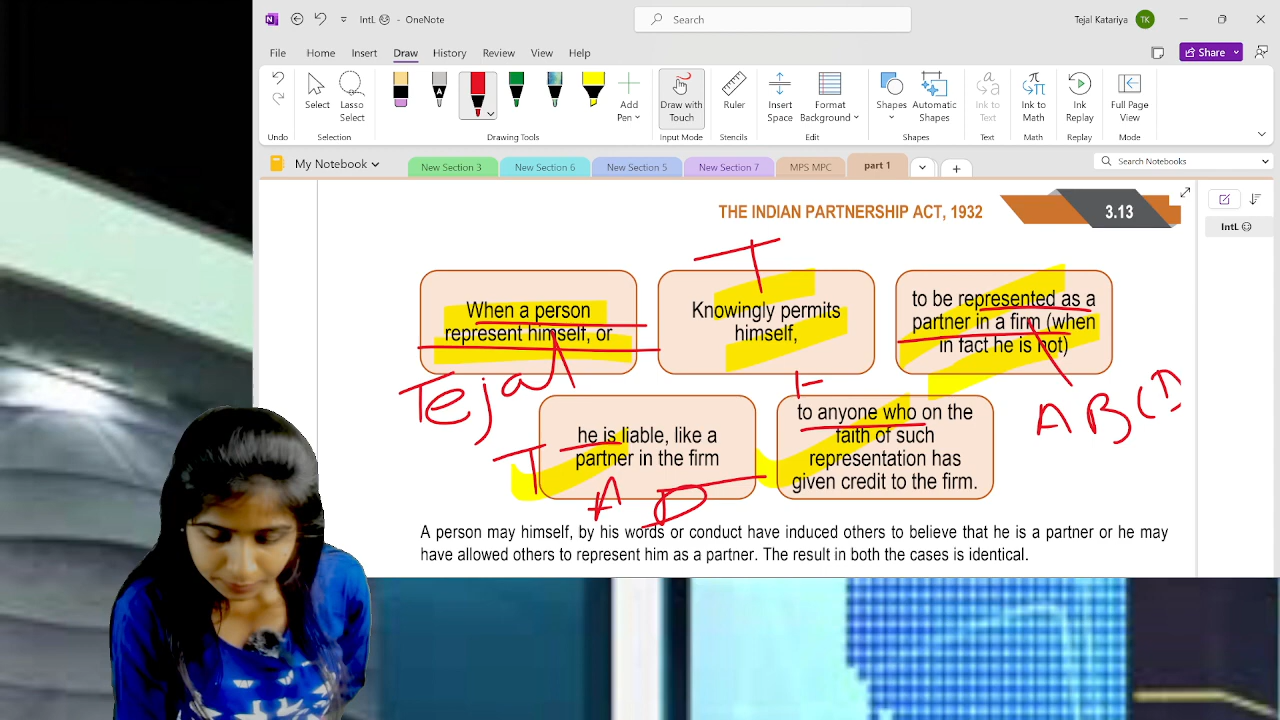 IntL ☺ - OneNote
Search
Tejal Katariya TK
File Home Insert Draw History Review View Help
Share
Select
Lasso Select
A
Add Pen
Draw with Touch
Ruler
Insert Space
Format Background
Shapes
Automatic Shapes
Ink to Text
Ink to Math
Ink Replay
Full Page View
Undo Selection Drawing Tools Input Mode Stencils Edit Shapes Text Math Replay Mode
My Notebook
New Section 3 New Section 6 New Section 5 New Section 7 MPS MPC part 1
Search Notebooks
IntL ☺
THE INDIAN PARTNERSHIP ACT, 1932 3.13
T
When a person
represent himself, or
Knowingly permits
himself,
to be represented as a
partner in a firm (when
in fact he is not)
Tejal
ABC
he is liable, like a
partner in the firm
to anyone who on the
faith of such
representation has
given credit to the firm.
T
A person may himself, by his words or conduct have induced others to believe that he is a partner or he may
have allowed others to represent him as a partner. The result in both the cases is identical.